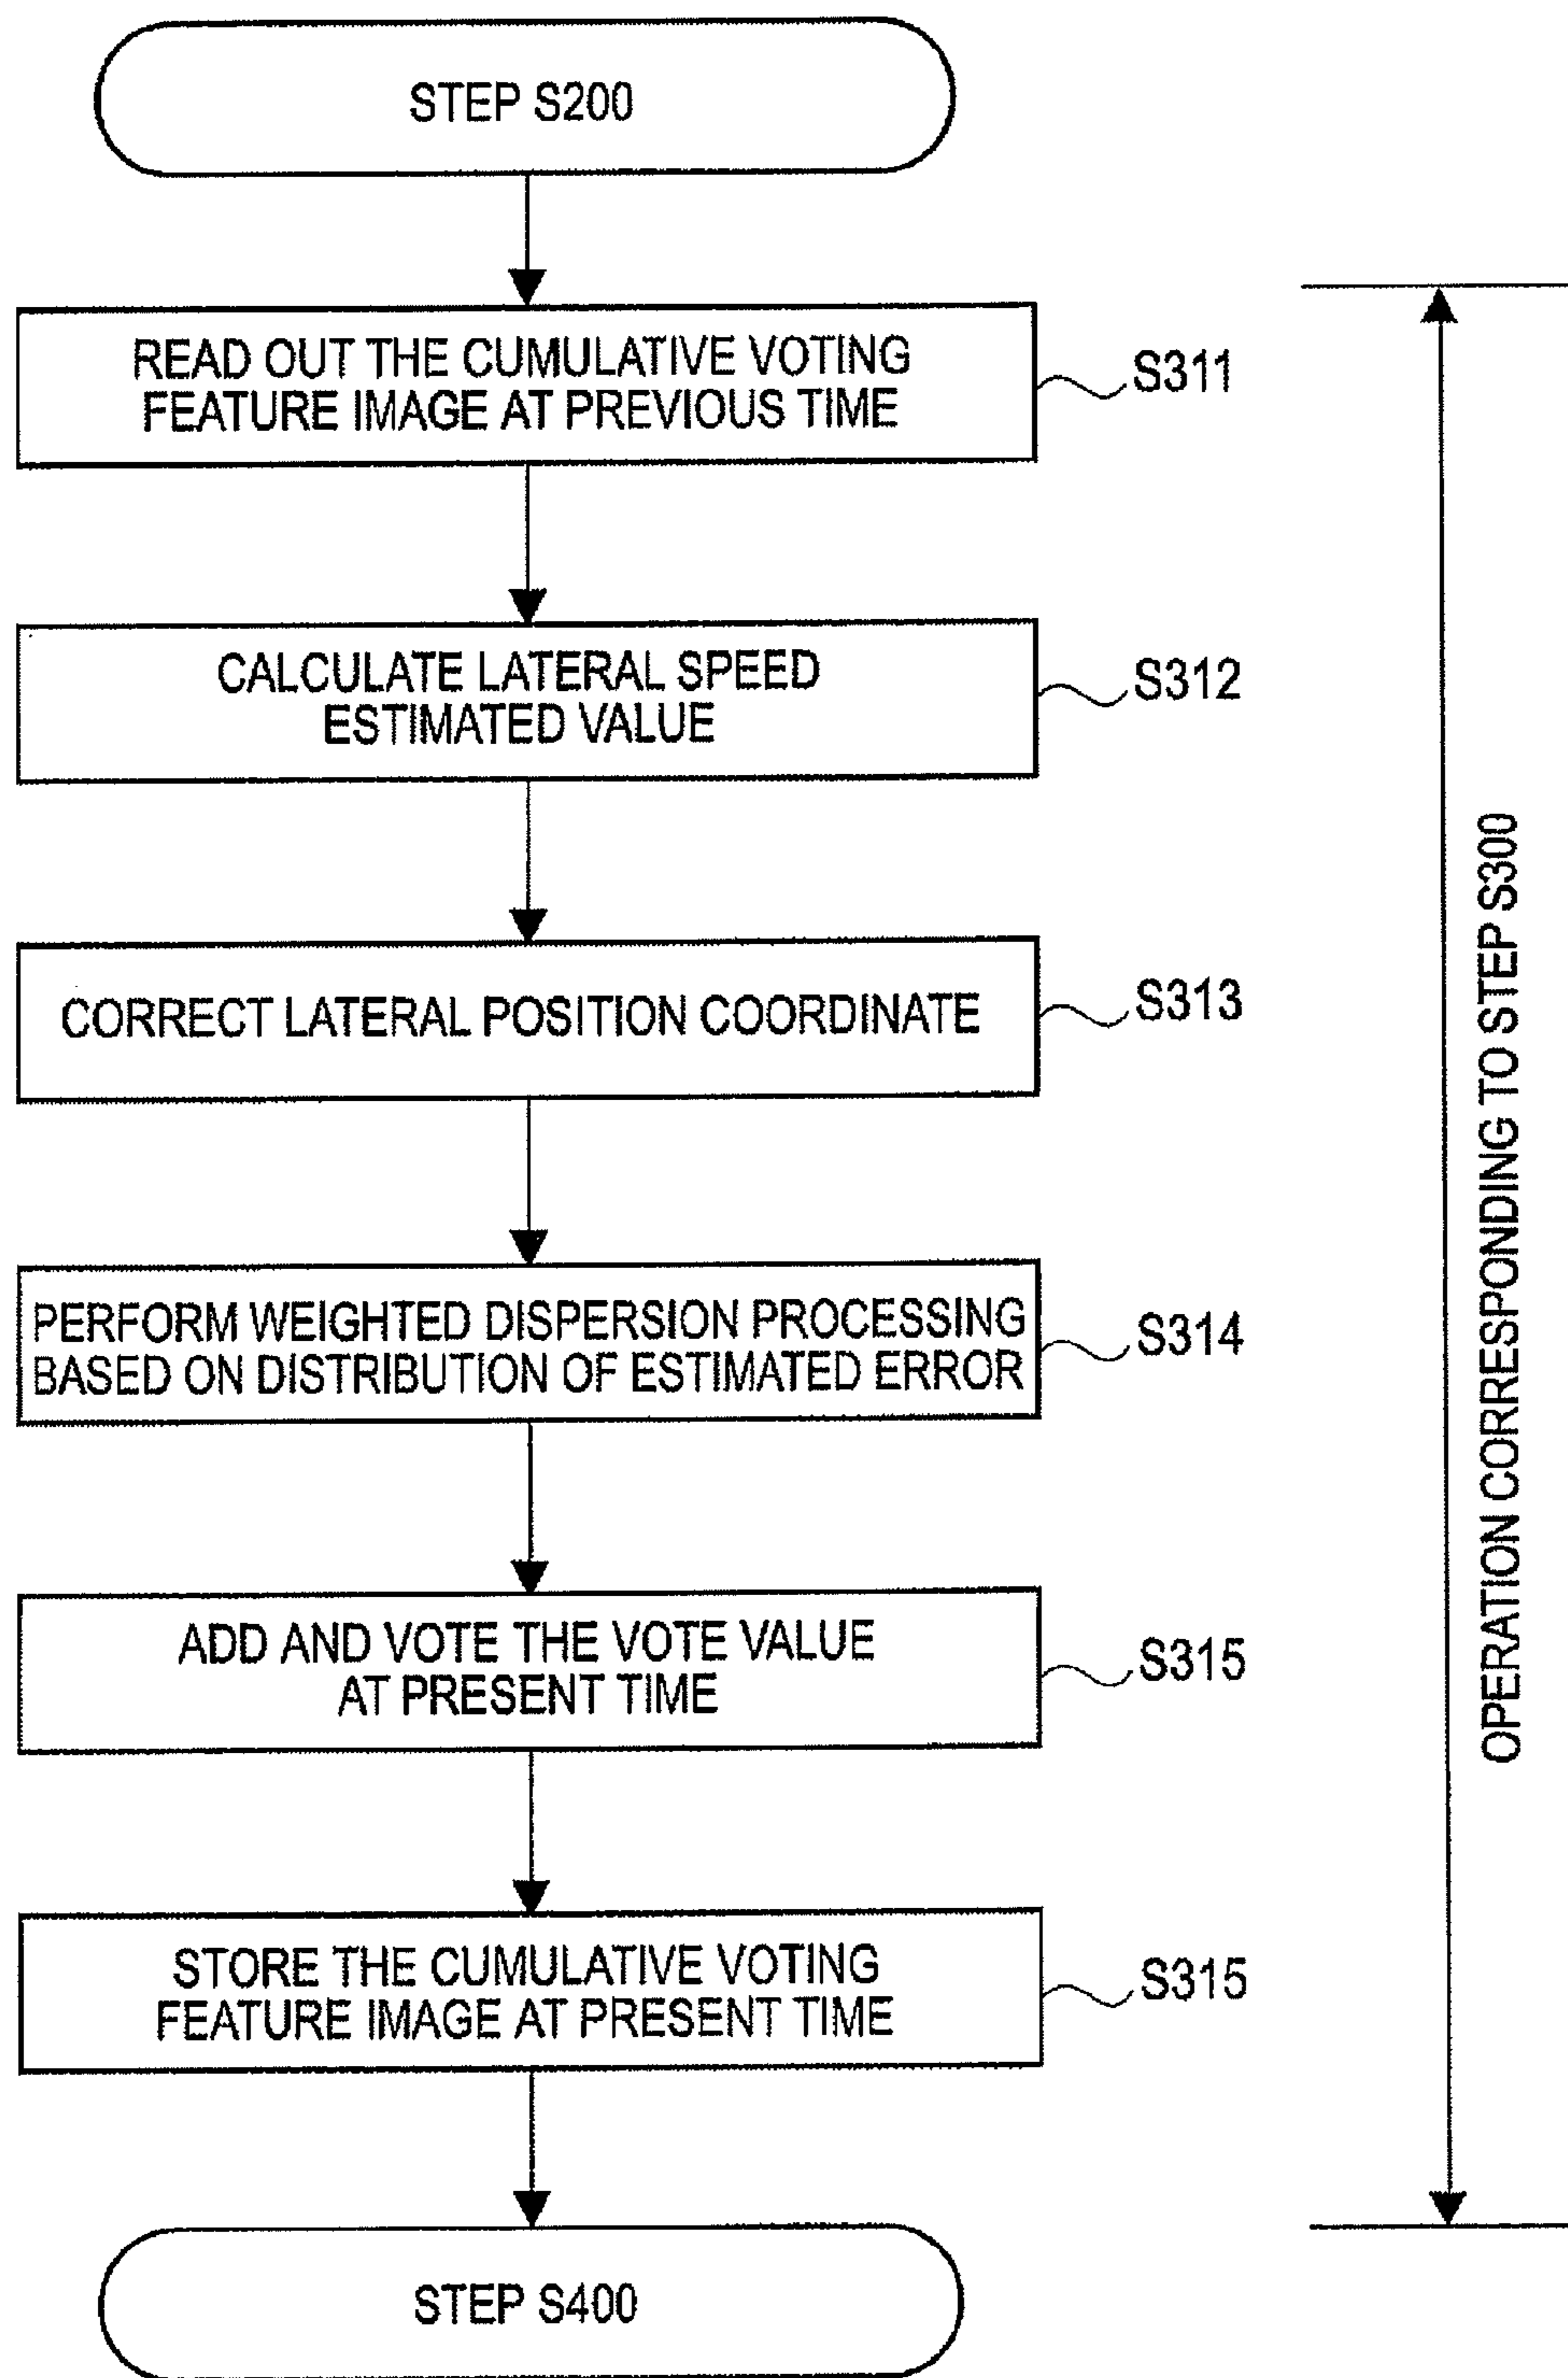 STEP S200
READ OUT THE CUMULATIVE VOTING
FEATURE IMAGE AT PREVIOUS TIME
S311
CALCULATE LATERAL SPEED
ESTIMATED VALUE
S312
CORRECT LATERAL POSITION COORDINATE
S313
PERFORM WEIGHTED DISPERSION PROCESSING
BASED ON DISTRIBUTION OF ESTIMATED ERROR
S314
ADD AND VOTE THE VOTE VALUE
AT PRESENT TIME
S315
STORE THE CUMULATIVE VOTING
FEATURE IMAGE AT PRESENT TIME
S315
STEP S400
OPERATION CORRESPONDING TO STEP S300